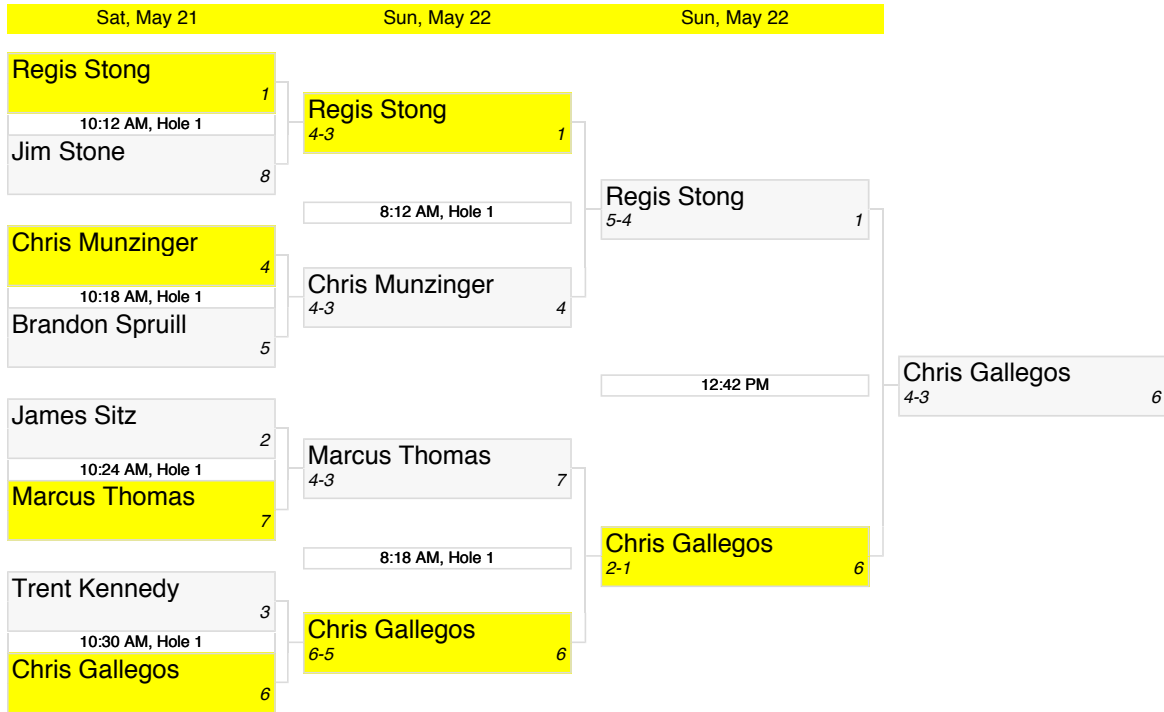 Sat, May 21
Sun, May 22
Sun, May 22
Regis Stong
1
10:12 AM, Hole 1
Jim Stone
8
Chris Munzinger
4
10:18 AM, Hole 1
Brandon Spruill
5
James Sitz
2
10:24 AM, Hole 1
Marcus Thomas
7
Trent Kennedy
3
10:30 AM, Hole 1
Chris Gallegos
6
Regis Stong
4-3 1
8:12 AM, Hole 1
Chris Munzinger
4-3 4
Marcus Thomas
4-3 7
8:18 AM, Hole 1
Chris Gallegos
6-5 6
Regis Stong
5-4 1
12:42 PM
Chris Gallegos
2-1 6
Chris Gallegos
4-3 6